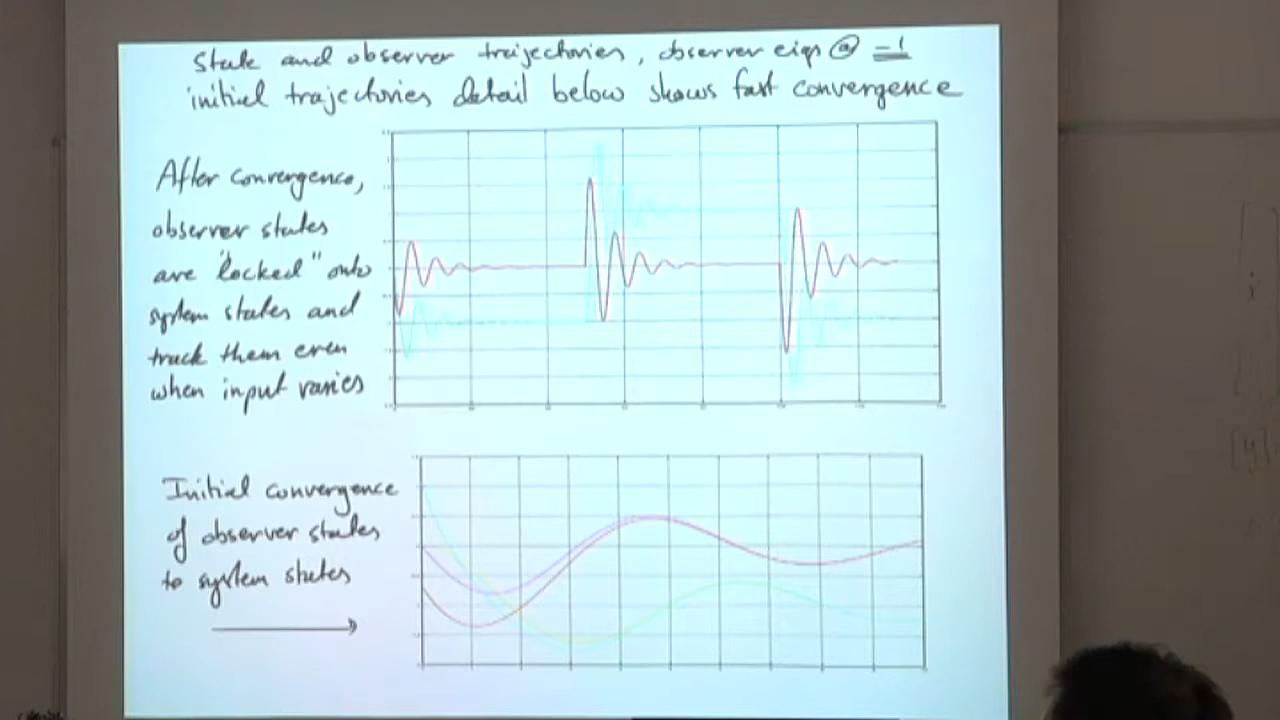 State and observer trajectories, observer eigs @ -1
initial trajectories detail below shows fast convergence
After convergence,
observer states
are "locked" onto
system states and
track them even
when input varies
Initial convergence
of observer states
to system states